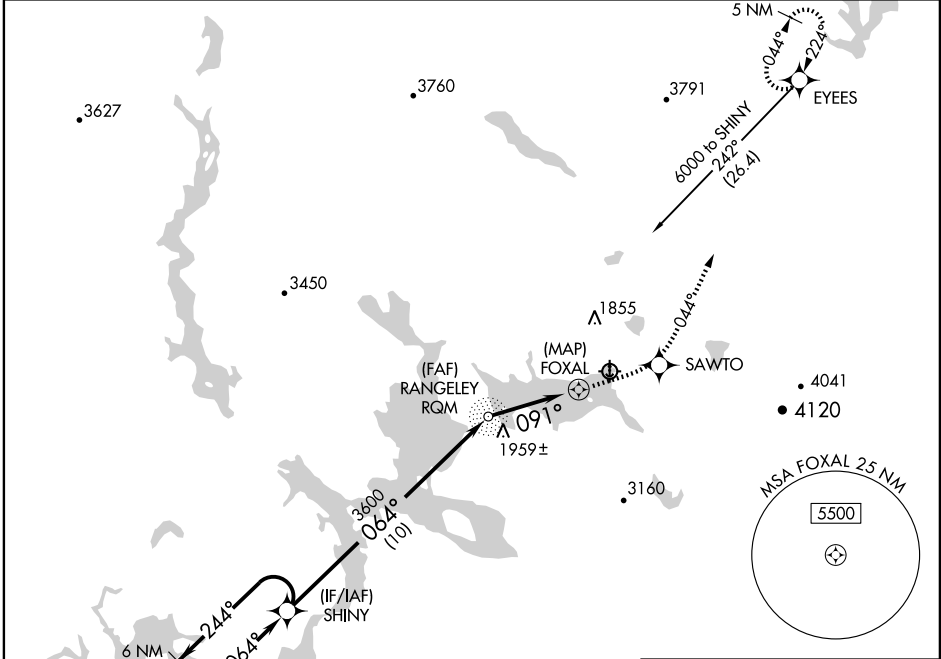 5 NM
044°
224°
EYEES
3627
3760
3791
6000 to SHINY
242°
(26.4)
3450
1855
044°
(MAP)
FOXAL
SAWTO
(FAF)
RANGELEY
RQM
091°
1959±
4041
4120
3160
MSA FOXAL 25 NM
5500
3600
064°
(10)
(IF/IAF)
SHINY
244°
064°
6 NM